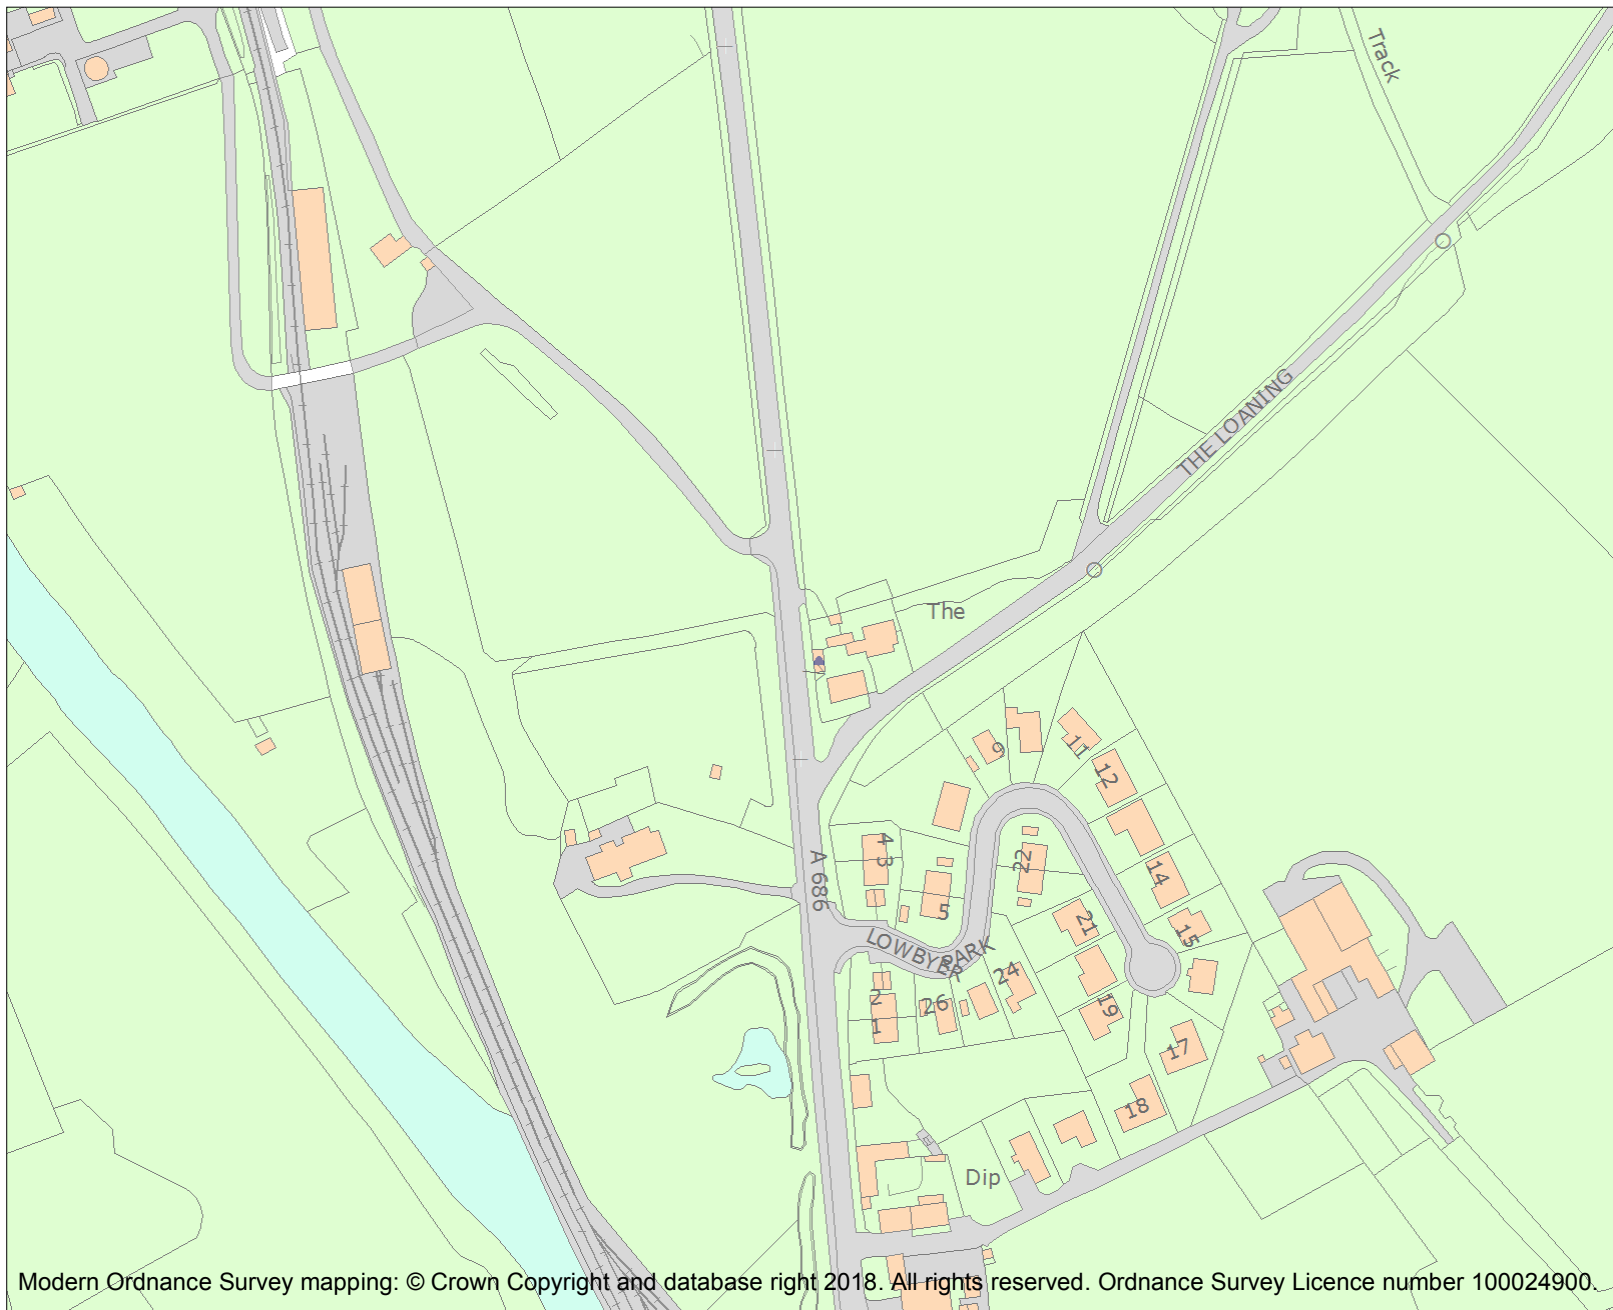 Track
THE LOANING
The
9
11
12
4
3
22
14
A 686
5
21
15
LOWBYER
PARK
24
2
26
19
1
17
18
Dip
Modern Ordnance Survey mapping: © Crown Copyright and database right 2018. All rights reserved. Ordnance Survey Licence number 100024900.